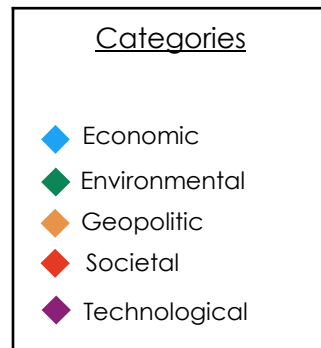 Categories
Economic
Environmental
Geopolitic
Societal
Technological